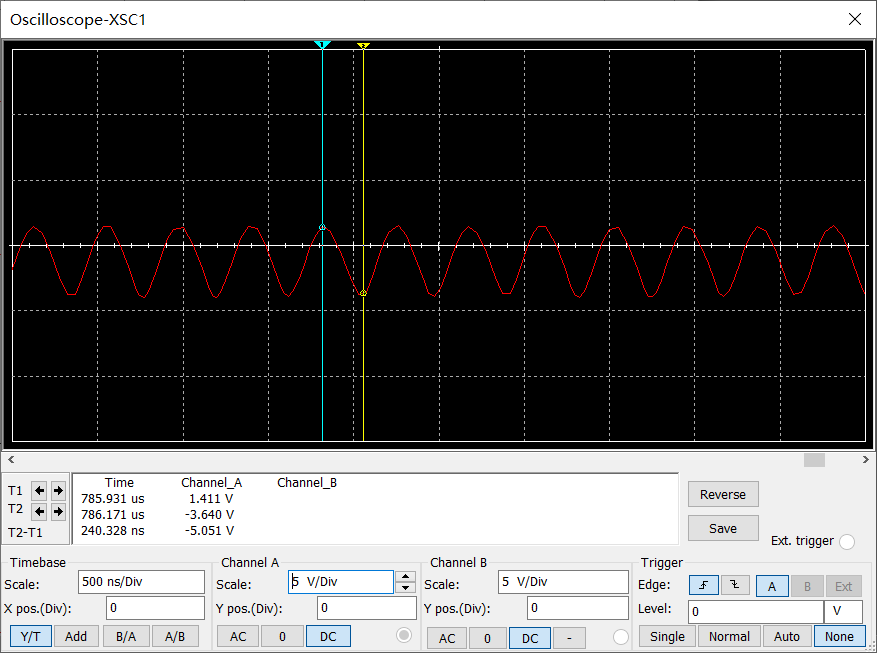 Oscilloscope-XSC1
T1
T2
T2-T1
Time Channel_A Channel_B
785.931 us 1.411 V
786.171 us -3.640 V
240.328 ns -5.051 V
Reverse
Save
Ext. trigger
Timebase
Scale: 500 ns/Div
X pos.(Div): 0
Y/T Add B/A A/B
Channel A
Scale: 5 V/Div
Y pos.(Div): 0
AC 0 DC
Channel B
Scale: 5 V/Div
Y pos.(Div): 0
AC 0 DC -
Trigger
Edge: A B Ext
Level: 0 V
Single Normal Auto None